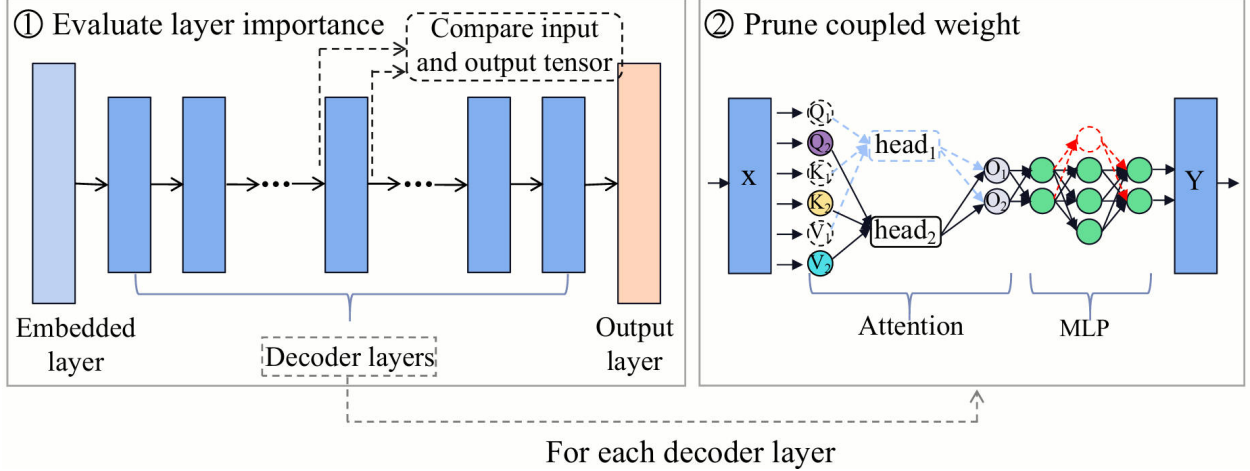 ① Evaluate layer importance
Compare input
and output tensor
Embedded
layer
Decoder layers
Output
layer
② Prune coupled weight
X
Q₁
Q₂
K₁
K₂
V₁
V₂
head₁
head₂
O₁
O₂
Y
Attention
MLP
For each decoder layer